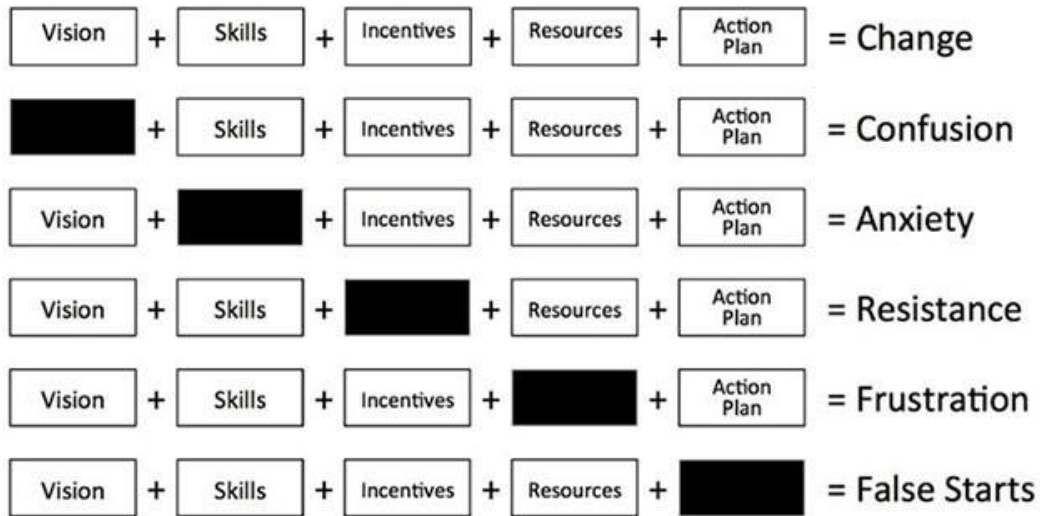 Vision + Skills + Incentives + Resources + Action Plan = Change
+ Skills + Incentives + Resources + Action Plan = Confusion
Vision + + Incentives + Resources + Action Plan = Anxiety
Vision + Skills + + Resources + Action Plan = Resistance
Vision + Skills + Incentives + + Action Plan = Frustration
Vision + Skills + Incentives + Resources + = False Starts